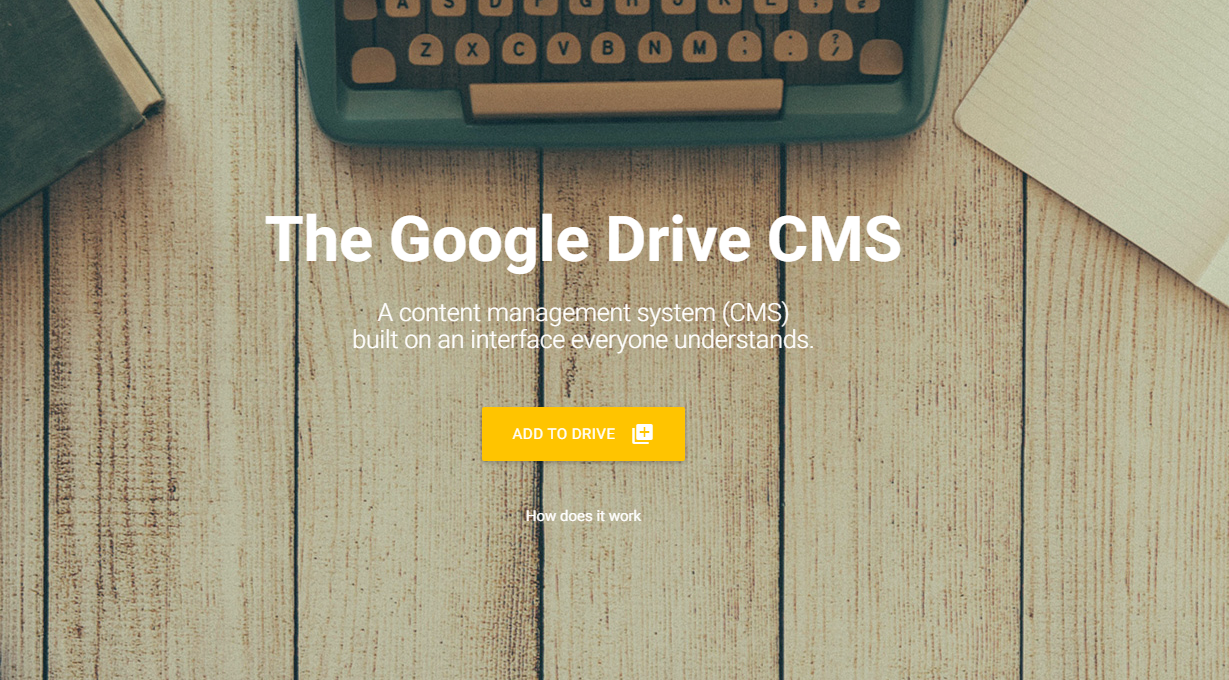 A S D F G H J K L ; ¢
Z X C V B N M , . ? /
The Google Drive CMS
A content management system (CMS)
built on an interface everyone understands.
ADD TO DRIVE
How does it work